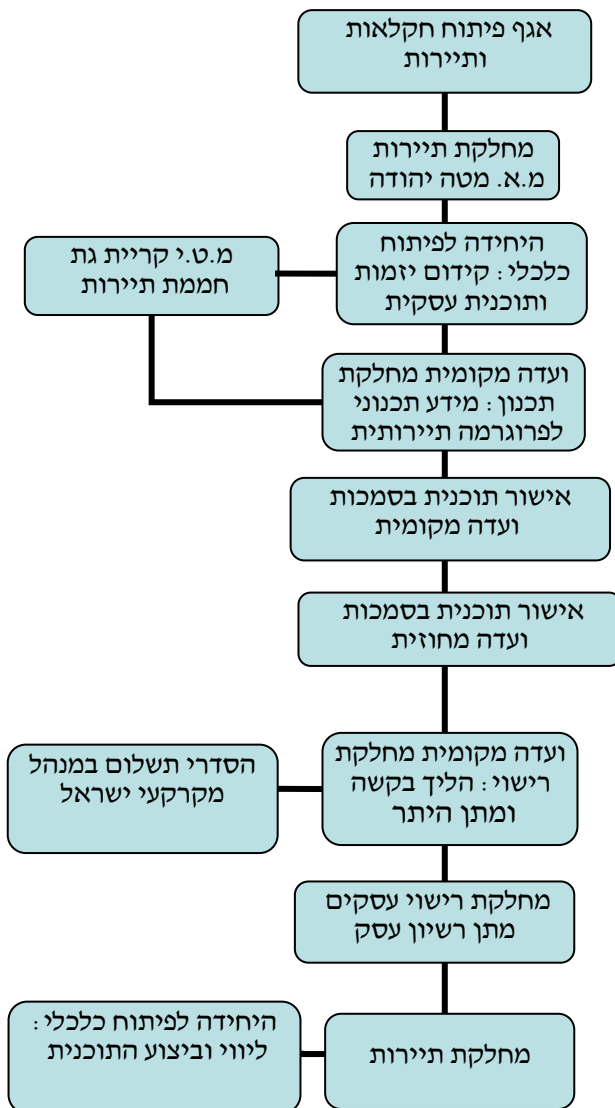 אגף פיתוח חקלאות
ותיירות
מחלקת תיירות
מ.א. מטה יהודה
היחידה לפיתוח
כלכלי : קידום יזמות
ותוכנית עסקית
מ.ט.י קריית גת
חממת תיירות
ועדה מקומית מחלקת
תכנון : מידע תכנוני
לפרוגרמה תיירותית
אישור תוכנית בסמכות
ועדה מקומית
אישור תוכנית בסמכות
ועדה מחוזית
ועדה מקומית מחלקת
רישוי : הליך בקשה
ומתן היתר
הסדרי תשלום במנהל
מקרקעי ישראל
מחלקת רישוי עסקים
מתן רשיון עסק
מחלקת תיירות
היחידה לפיתוח כלכלי :
ליווי וביצוע התוכנית